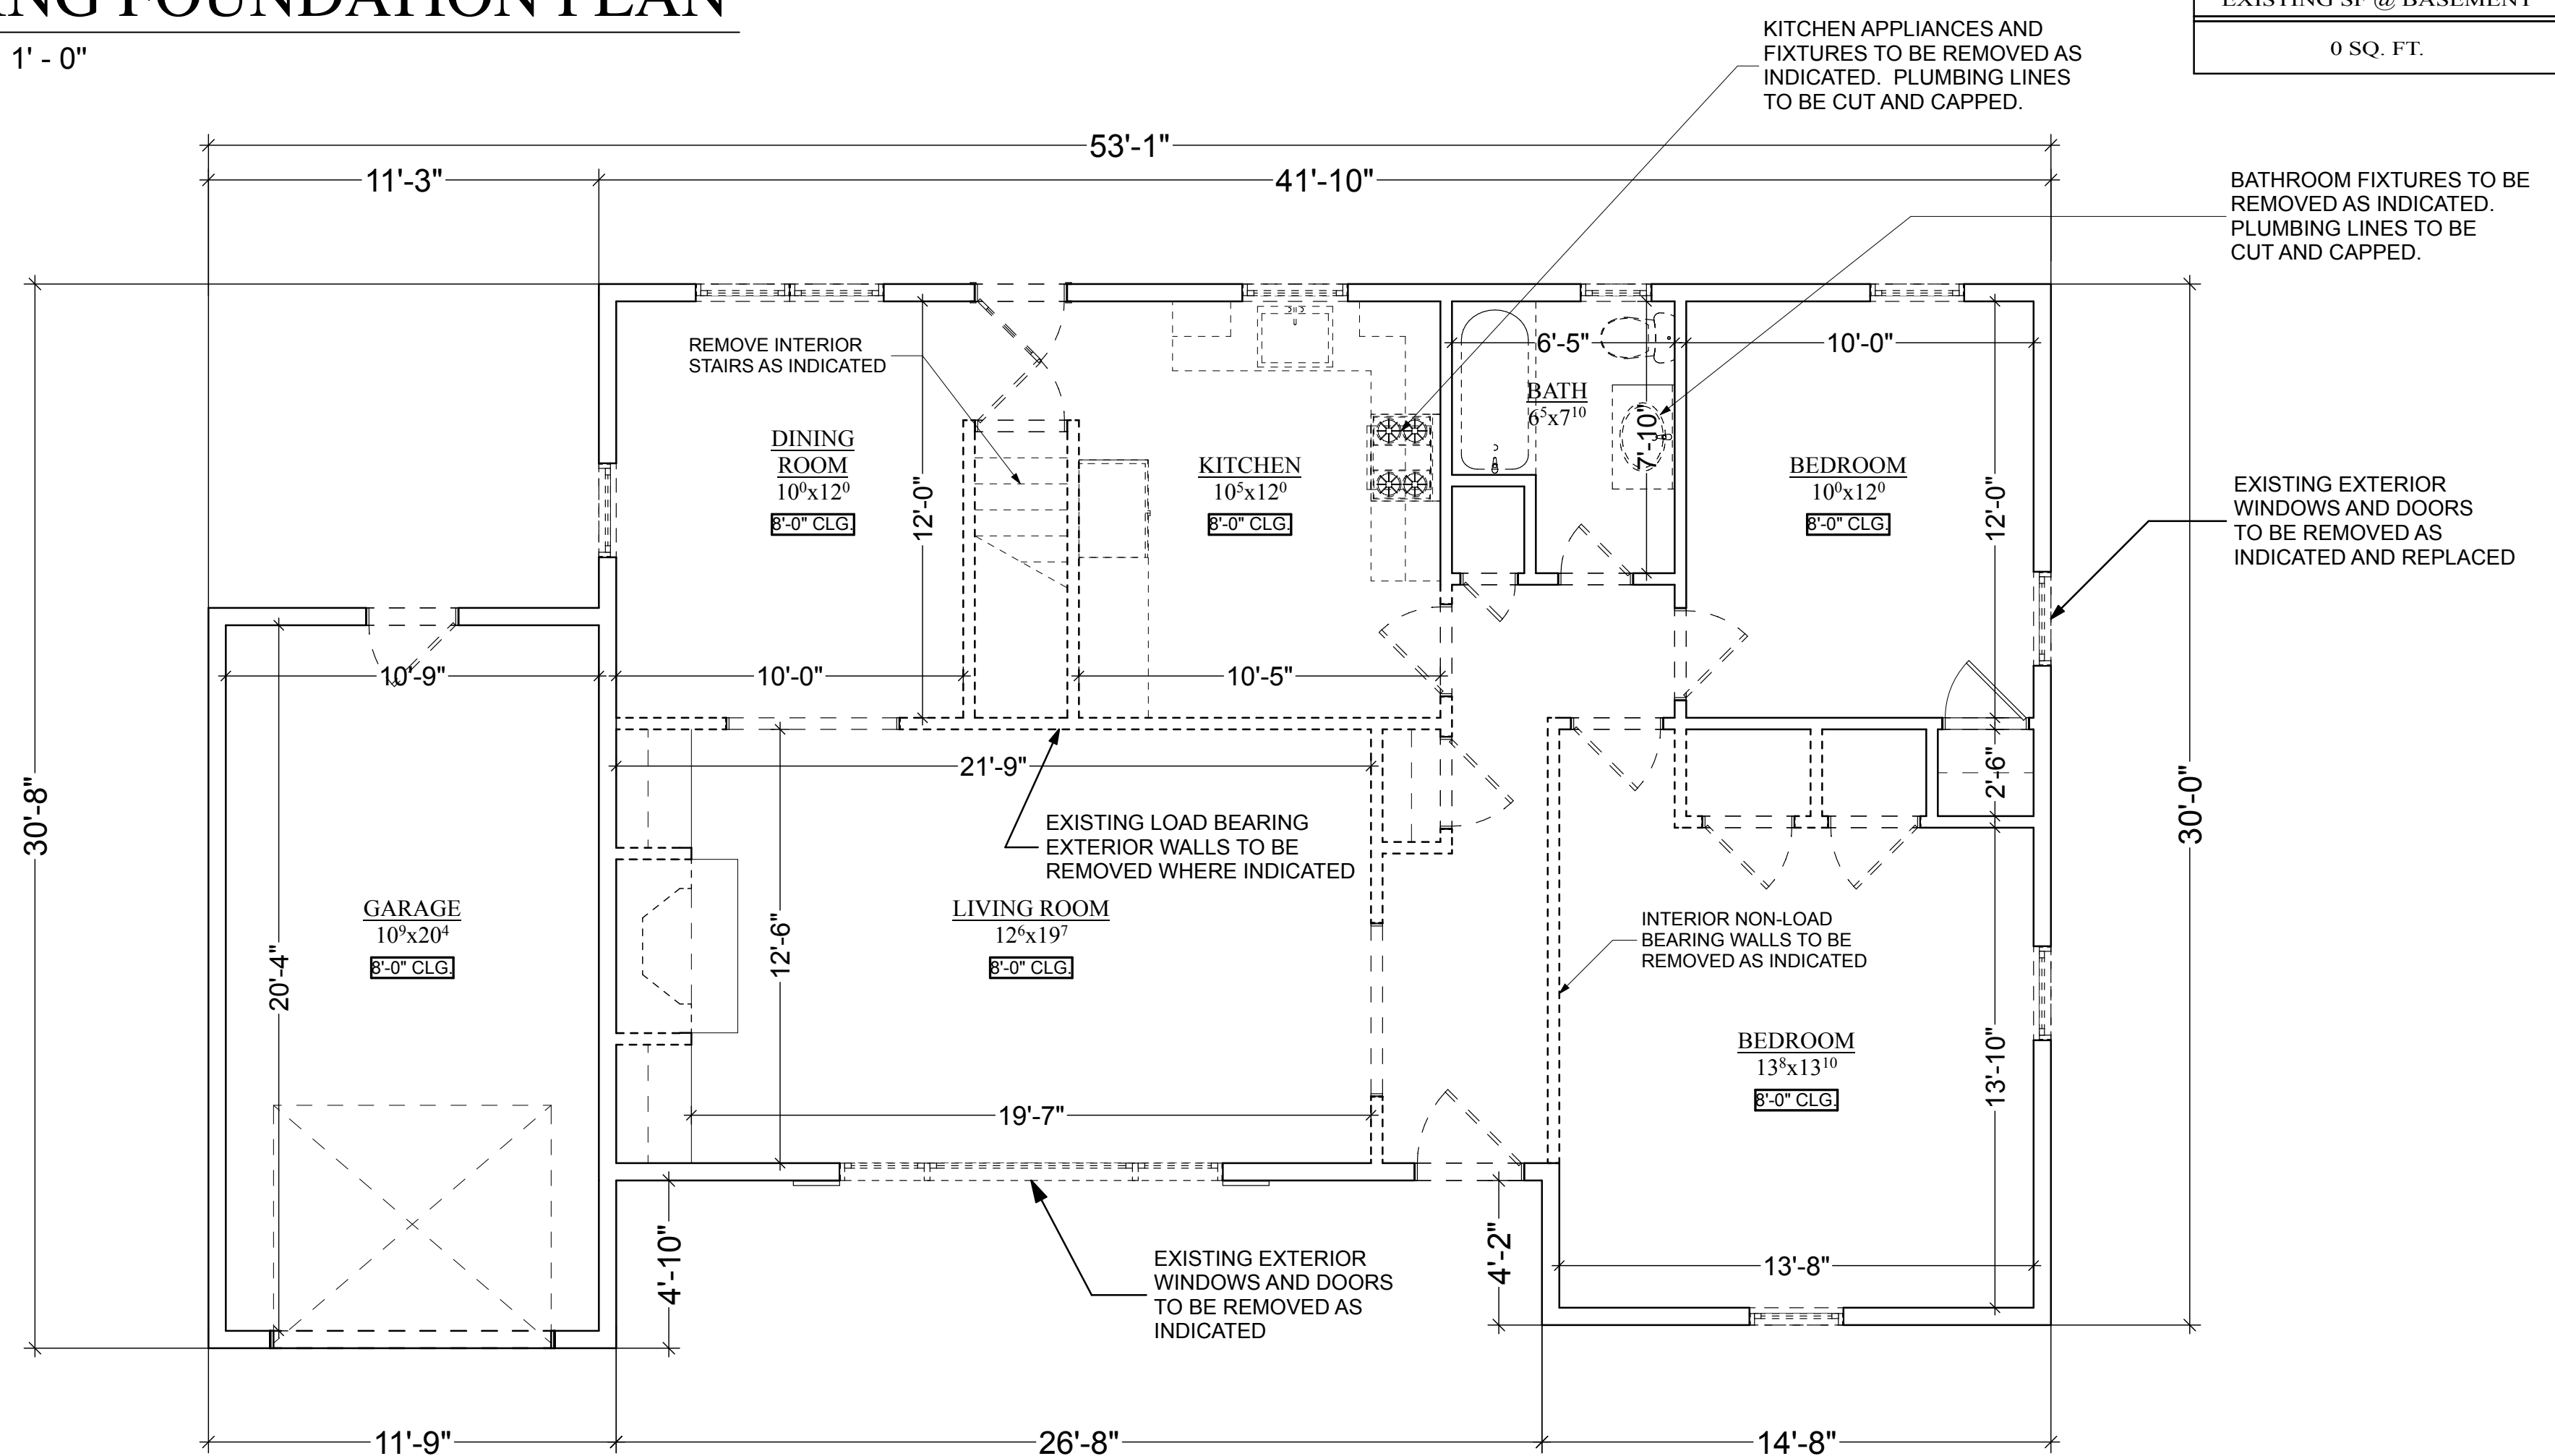 ING FOUNDATION PLAN
1' - 0"
EXISTING SF @ BASEMENT
0 SQ. FT.
KITCHEN APPLIANCES AND
FIXTURES TO BE REMOVED AS
INDICATED.  PLUMBING LINES
TO BE CUT AND CAPPED.
53'-1"
11'-3"
41'-10"
BATHROOM FIXTURES TO BE
REMOVED AS INDICATED.
PLUMBING LINES TO BE
CUT AND CAPPED.
REMOVE INTERIOR
STAIRS AS INDICATED
6'-5"
10'-0"
BATH
6⁵x7¹⁰
7'-10"
DINING
ROOM
10⁰x12⁰
8'-0" CLG.
12'-0"
KITCHEN
10⁵x12⁰
8'-0" CLG.
BEDROOM
10⁰x12⁰
8'-0" CLG.
12'-0"
EXISTING EXTERIOR
WINDOWS AND DOORS
TO BE REMOVED AS
INDICATED AND REPLACED
10'-9"
10'-0"
10'-5"
21'-9"
2'-6"
30'-8"
30'-0"
EXISTING LOAD BEARING
EXTERIOR WALLS TO BE
REMOVED WHERE INDICATED
GARAGE
10⁹x20⁴
8'-0" CLG.
20'-4"
12'-6"
LIVING ROOM
12⁶x19⁷
8'-0" CLG.
INTERIOR NON-LOAD
BEARING WALLS TO BE
REMOVED AS INDICATED
BEDROOM
13⁸x13¹⁰
8'-0" CLG.
13'-10"
19'-7"
4'-10"
4'-2"
EXISTING EXTERIOR
WINDOWS AND DOORS
TO BE REMOVED AS
INDICATED
13'-8"
11'-9"
26'-8"
14'-8"